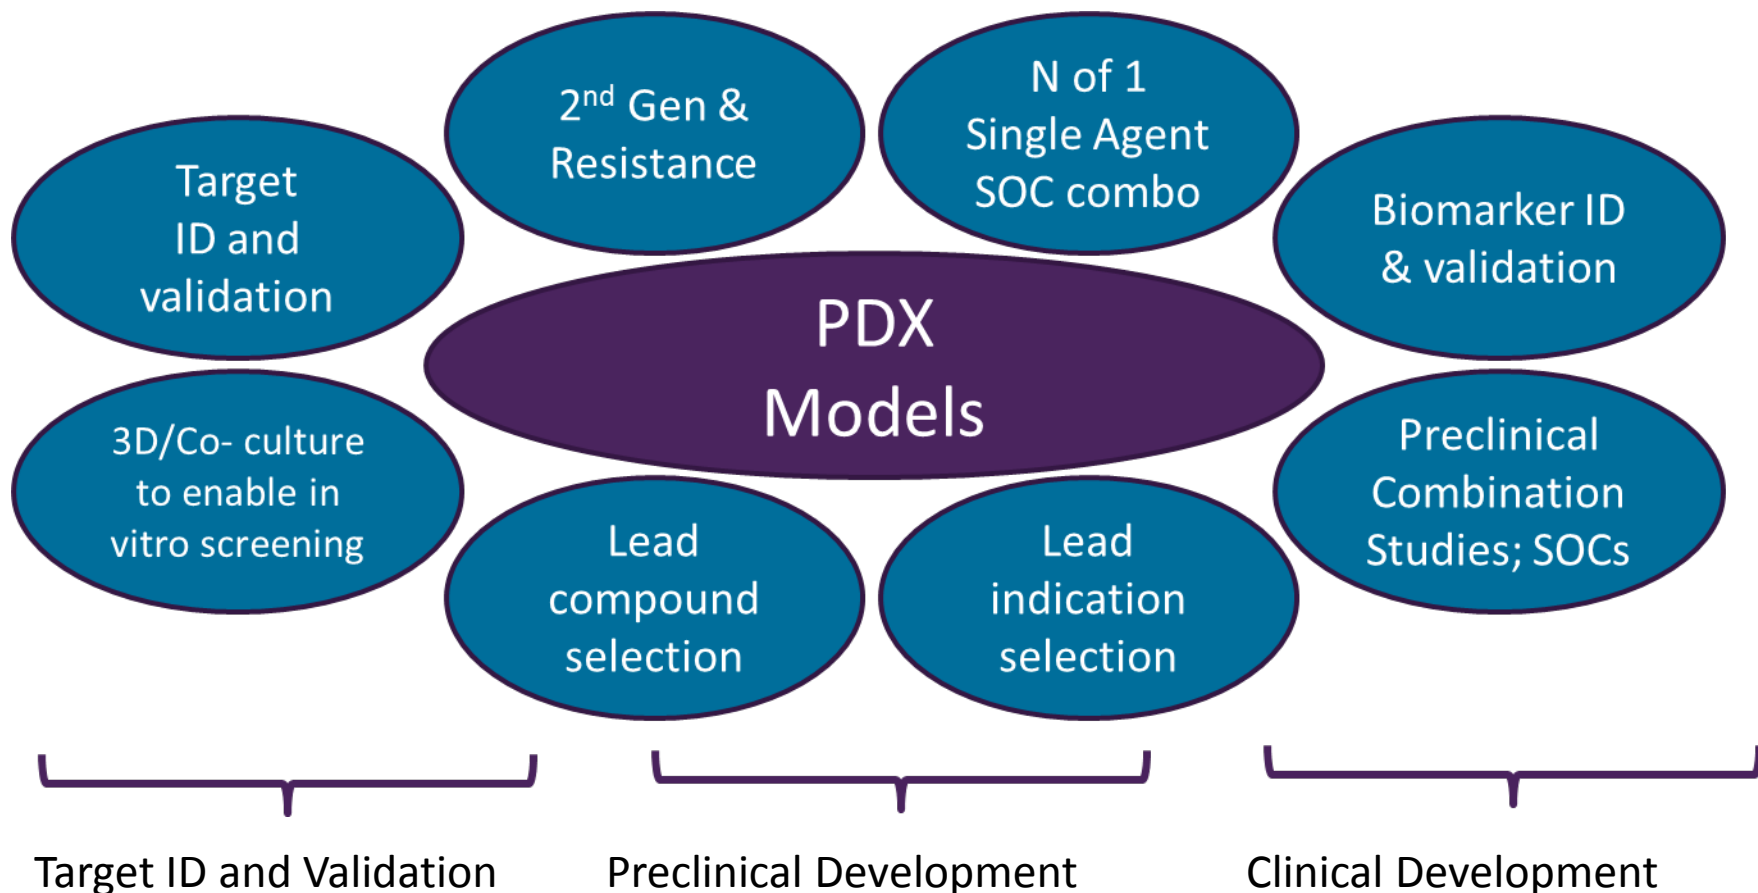 2nd Gen &
Resistance
N of 1
Single Agent
SOC combo
Target
ID and
validation
Biomarker ID
& validation
PDX
Models
3D/Co- culture
to enable in
vitro screening
Preclinical
Combination
Studies; SOCs
Lead
compound
selection
Lead
indication
selection
Target ID and Validation
Preclinical Development
Clinical Development